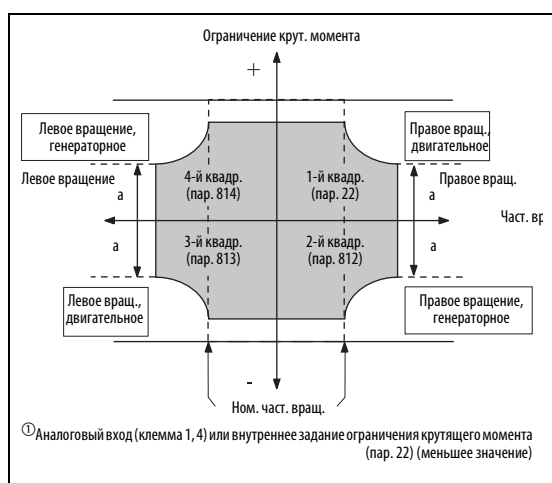 Ограничение крут. момента
+
Левое вращение,
генераторное
Правое вращ.,
двигательное
Левое вращение
a
4-й квадр.
(пар. 814)
1-й квадр.
(пар. 22)
a
Правое вращ.
Част. вр
a
3-й квадр.
(пар. 813)
2-й квадр.
(пар. 812)
a
Левое вращ.,
двигательное
Правое вращение,
генераторное
-
Ном. част. вращ.
①Аналоговый вход (клемма 1, 4) или внутреннее задание ограничения крутящего момента
(пар. 22) (меньшее значение)